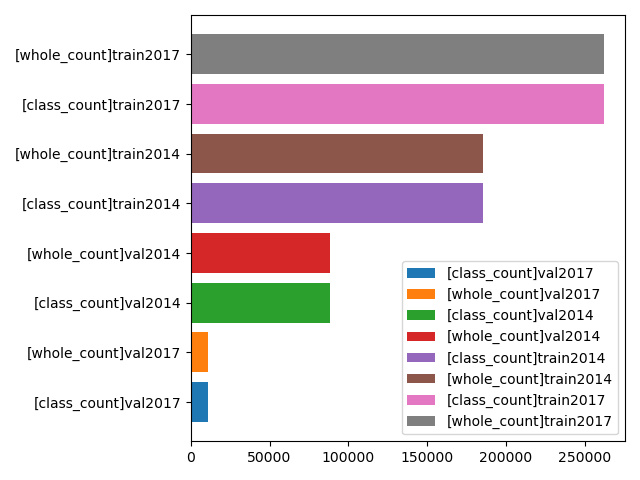 [whole_count]train2017
[class_count]train2017
[whole_count]train2014
[class_count]train2014
[whole_count]val2014
[class_count]val2014
[whole_count]val2017
[class_count]val2017
[class_count]val2017
[whole_count]val2017
[class_count]val2014
[whole_count]val2014
[class_count]train2014
[whole_count]train2014
[class_count]train2017
[whole_count]train2017
0 50000 100000 150000 200000 250000